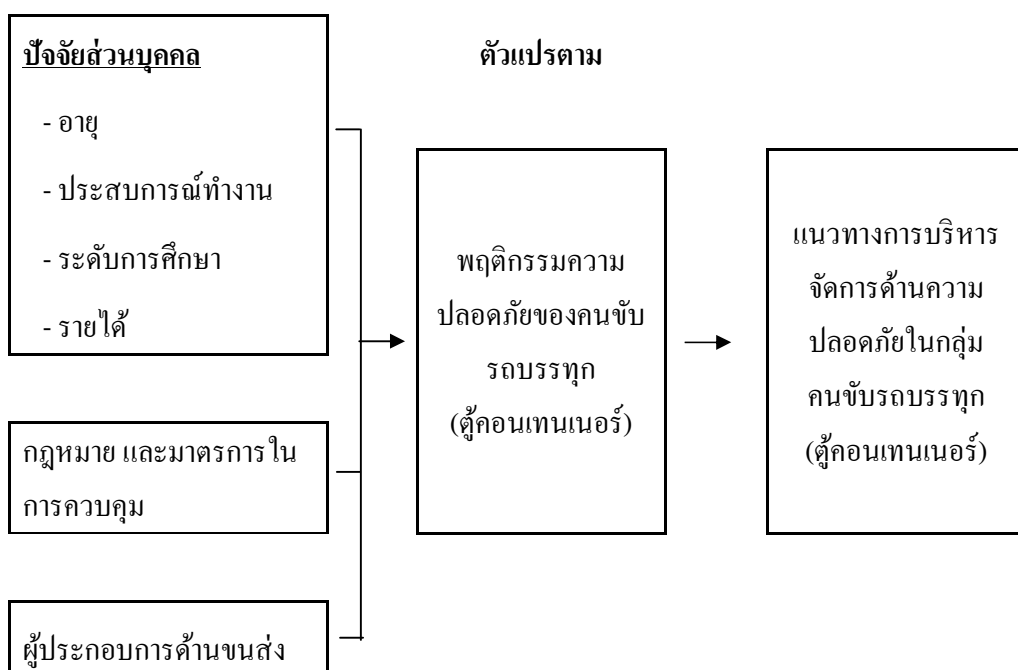 ปัจจัยส่วนบุคคล
- อายุ
- ประสบการณ์ทำงาน
- ระดับการศึกษา
- รายได้
กฎหมาย และมาตรการใน
การควบคุม
ผู้ประกอบการด้านขนส่ง
ตัวแปรตาม
พฤติกรรมความ
ปลอดภัยของคนขับ
รถบรรทุก
(ตู้คอนเทนเนอร์)
แนวทางการบริหาร
จัดการด้านความ
ปลอดภัยในกลุ่ม
คนขับรถบรรทุก
(ตู้คอนเทนเนอร์)